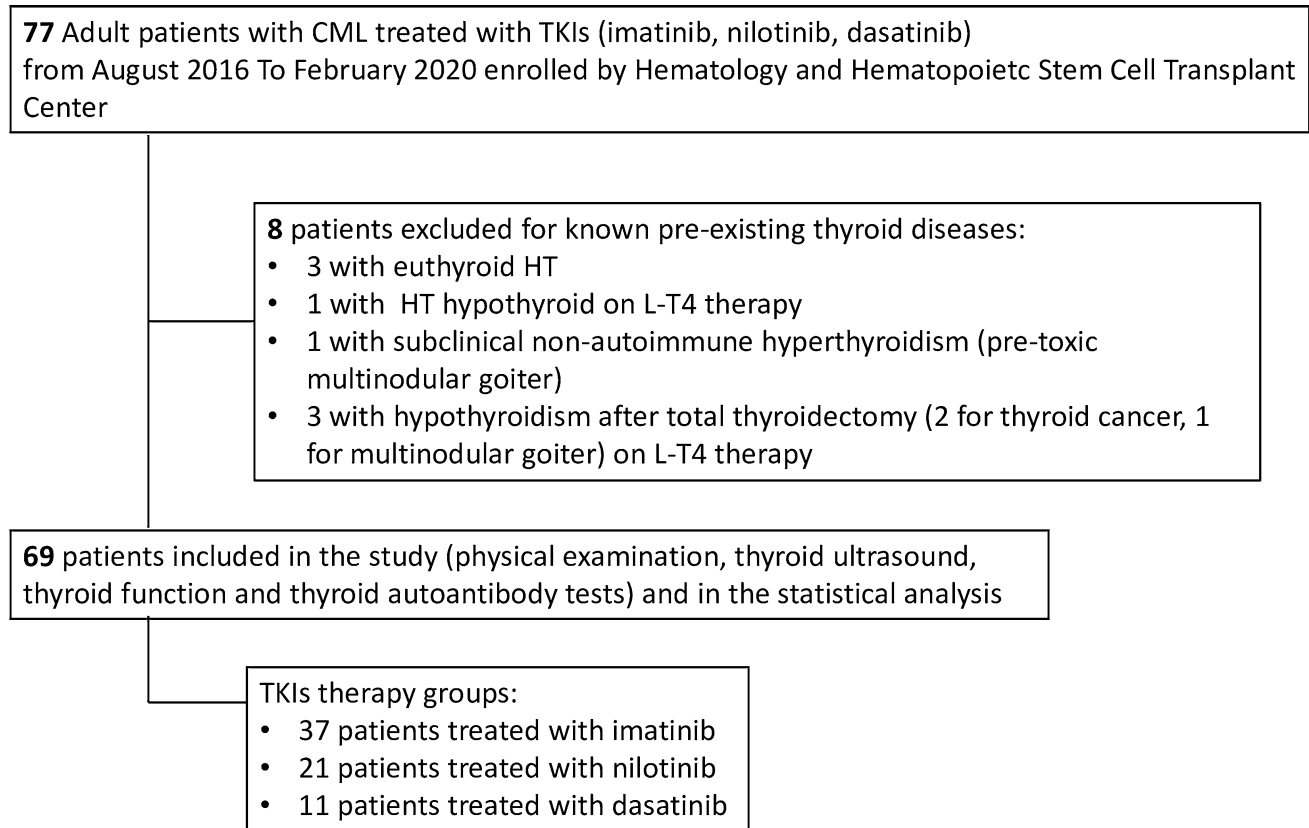 77 Adult patients with CML treated with TKIs (imatinib, nilotinib, dasatinib)
from August 2016 To February 2020 enrolled by Hematology and Hematopoietc Stem Cell Transplant
Center
8 patients excluded for known pre-existing thyroid diseases:
• 3 with euthyroid HT
• 1 with HT hypothyroid on L-T4 therapy
• 1 with subclinical non-autoimmune hyperthyroidism (pre-toxic
multinodular goiter)
• 3 with hypothyroidism after total thyroidectomy (2 for thyroid cancer, 1
for multinodular goiter) on L-T4 therapy
69 patients included in the study (physical examination, thyroid ultrasound,
thyroid function and thyroid autoantibody tests) and in the statistical analysis
TKIs therapy groups:
• 37 patients treated with imatinib
• 21 patients treated with nilotinib
• 11 patients treated with dasatinib